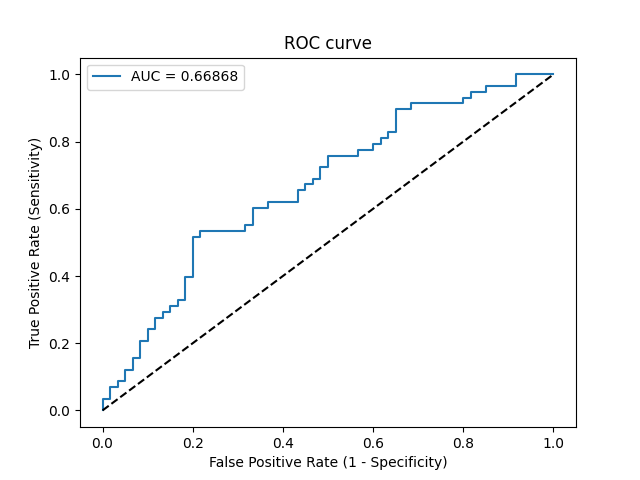 ROC curve
AUC = 0.66868
True Positive Rate (Sensitivity)
1.0
0.8
0.6
0.4
0.2
0.0
0.0 0.2 0.4 0.6 0.8 1.0
False Positive Rate (1 - Specificity)